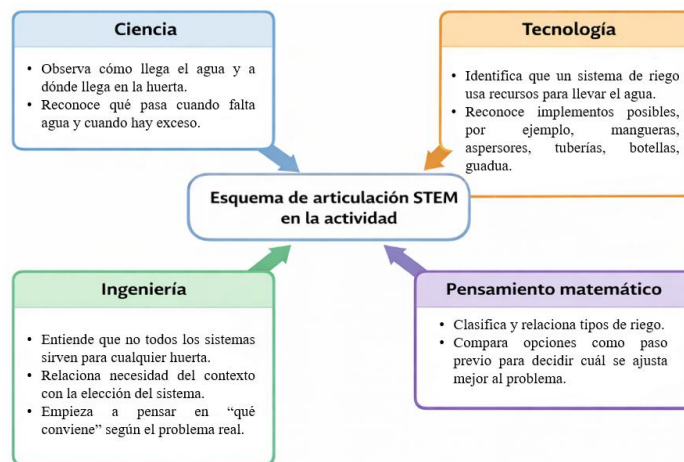 Ciencia
• Observa cómo llega el agua y a
dónde llega en la huerta.
• Reconoce qué pasa cuando falta
agua y cuando hay exceso.
Tecnología
• Identifica que un sistema de riego
usa recursos para llevar el agua.
• Reconoce implementos posibles,
por ejemplo, mangueras,
aspersores, tuberías, botellas,
guadua.
Esquema de articulación STEM
en la actividad
Ingeniería
• Entiende que no todos los sistemas
sirven para cualquier huerta.
• Relaciona necesidad del contexto
con la elección del sistema.
• Empieza a pensar en “qué
conviene” según el problema real.
Pensamiento matemático
• Clasifica y relaciona tipos de riego.
• Compara opciones como paso
previo para decidir cuál se ajusta
mejor al problema.